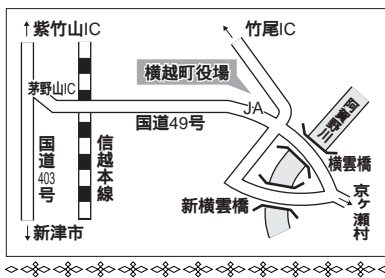 ↑紫竹山IC
竹尾IC
横越町役場
茅野山IC
JA
国道49号
阿賀野川
国道403号
信越本線
横雲橋
新横雲橋
京ヶ瀬村
↓新津市